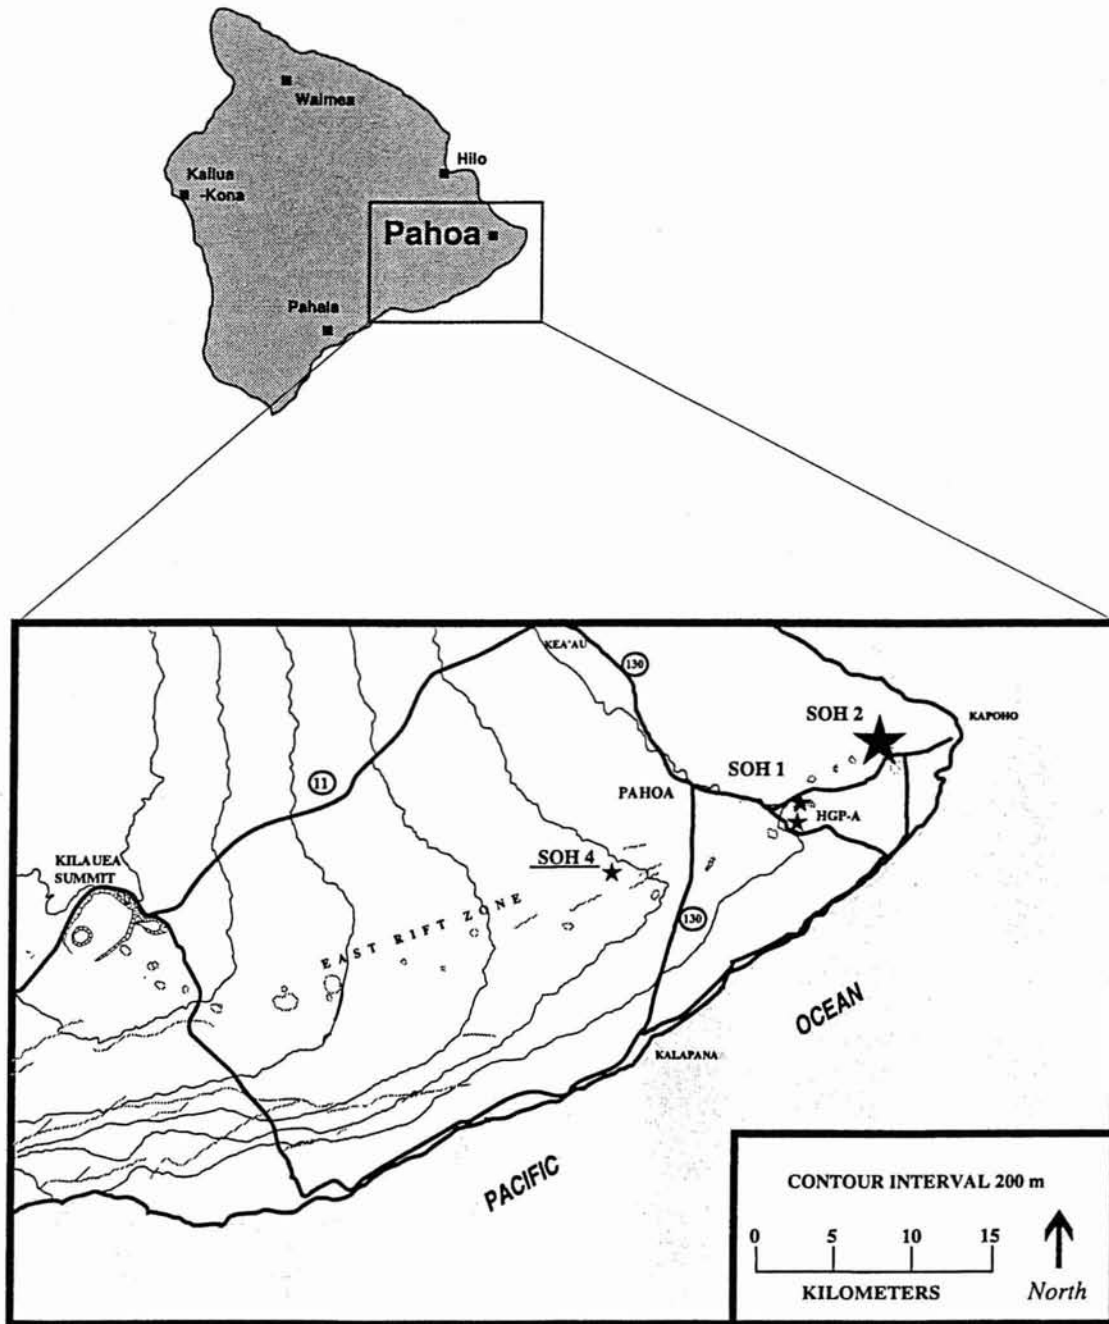 Waimea
Hilo
Kailua
-Kona
Pahoa
Pahala
KEA'AU
130
SOH 2
KAPOHO
SOH 1
11
PAHOA
HGP-A
KILAUEA
SUMMIT
SOH 4
EAST RIFT ZONE
130
OCEAN
KALAPANA
PACIFIC
CONTOUR INTERVAL 200 m
0 5 10 15
KILOMETERS
North